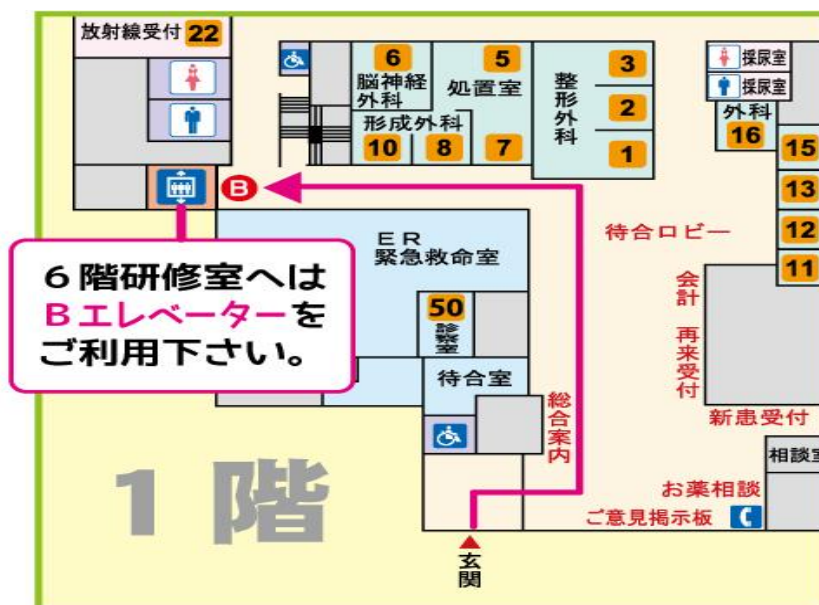 放射線受付 22
6
脳神経
外科
5
処置室
3
整形外科
2
1
形成外科
10
8
7
採尿室
採尿室
外科
16
15
13
12
11
B
ER
緊急救命室
50
診察室
待合室
待合ロビー
会計
再来受付
新患受付
6階研修室へは
Bエレベーターを
ご利用下さい。
総合案内
相談室
お薬相談
ご意見掲示板
1階
玄関